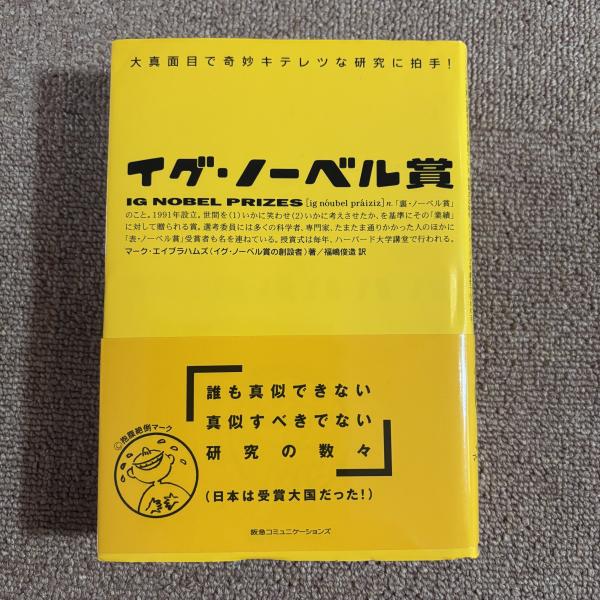 大真面目で奇妙キテレツな研究に拍手！
イグ・ノーベル賞
IG NOBEL PRIZES [ig nóubel práiziz] n.「裏・ノーベル賞」
のこと。1991年設立。世間を(1)いかに笑わせ(2)いかに考えさせたか、を基準にその「業績」
に対して贈られる賞。選考委員には多くの科学者、専門家、たまたま通りかかった人のほかに
「表・ノーベル賞」受賞者も名を連ねている。授賞式は毎年、ハーバード大学講堂で行われる。
マーク・エイブラハムズ（イグ・ノーベル賞の創設者）著／福嶋俊造 訳
「誰も真似できない
真似すべきでない
研究の数々」
（日本は受賞大国だった！）
©抱腹絶倒マーク
阪急コミュニケーションズ